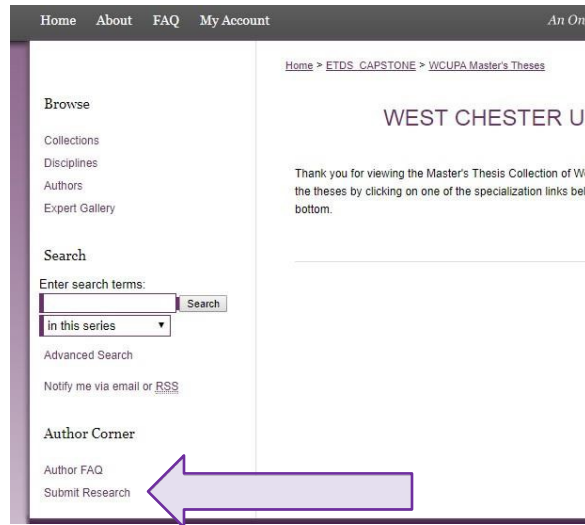 Home About FAQ My Account An On
Home > ETDS_CAPSTONE > WCUPA Master's Theses
Browse
Collections
Disciplines
Authors
Expert Gallery
Search
Enter search terms:
Search
in this series
Advanced Search
Notify me via email or RSS
Author Corner
Author FAQ
Submit Research
WEST CHESTER U
Thank you for viewing the Master's Thesis Collection of W
the theses by clicking on one of the specialization links be
bottom.